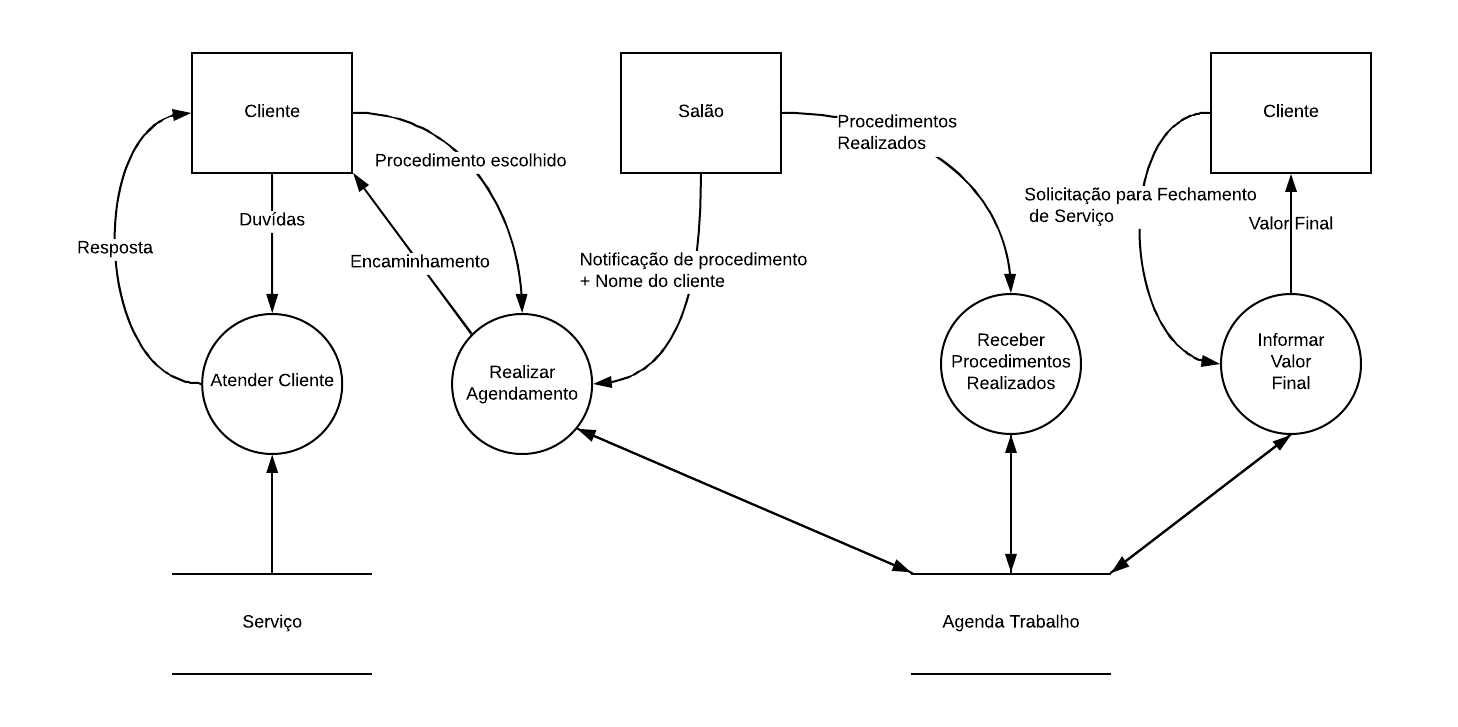 Cliente
Salão
Cliente
Procedimentos
Realizados
Procedimento escolhido
Solicitação para Fechamento
de Serviço
Duvídas
Valor Final
Resposta
Encaminhamento
Notificação de procedimento
+ Nome do cliente
Atender Cliente
Realizar
Agendamento
Receber
Procedimentos
Realizados
Informar
Valor
Final
Serviço
Agenda Trabalho